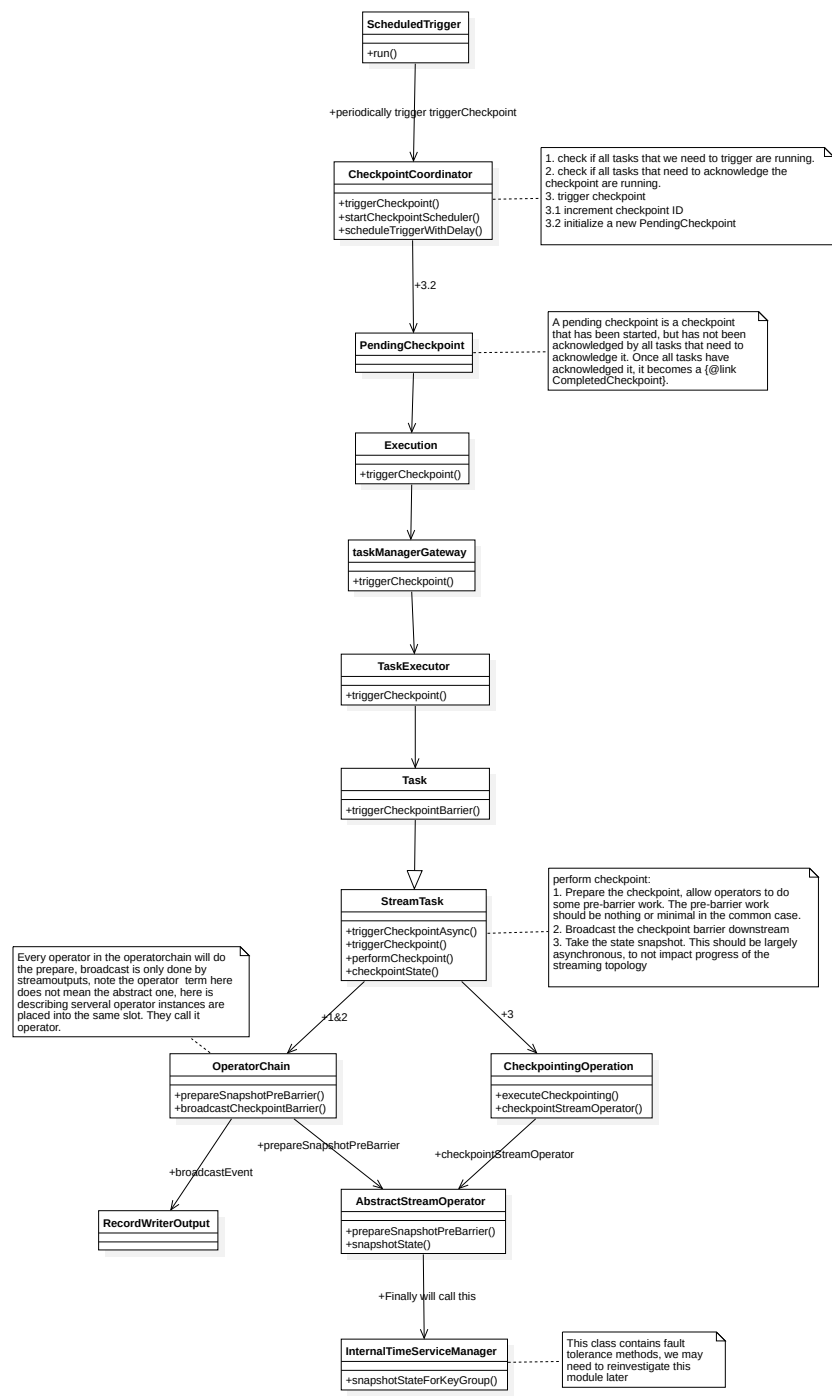 ScheduledTrigger
+run()
+periodically trigger triggerCheckpoint
CheckpointCoordinator
+triggerCheckpoint()
+startCheckpointScheduler()
+scheduleTriggerWithDelay()
1. check if all tasks that we need to trigger are running.
2. check if all tasks that need to acknowledge the
checkpoint are running.
3. trigger checkpoint
3.1 increment checkpoint ID
3.2 initialize a new PendingCheckpoint
+3.2
PendingCheckpoint
A pending checkpoint is a checkpoint
that has been started, but has not been
acknowledged by all tasks that need to
acknowledge it. Once all tasks have
acknowledged it, it becomes a {@link
CompletedCheckpoint}.
Execution
+triggerCheckpoint()
taskManagerGateway
+triggerCheckpoint()
TaskExecutor
+triggerCheckpoint()
Task
+triggerCheckpointBarrier()
StreamTask
+triggerCheckpointAsync()
+triggerCheckpoint()
+performCheckpoint()
+checkpointState()
perform checkpoint:
1. Prepare the checkpoint, allow operators to do
some pre-barrier work. The pre-barrier work
should be nothing or minimal in the common case.
2. Broadcast the checkpoint barrier downstream
3. Take the state snapshot. This should be largely
asynchronous, to not impact progress of the
streaming topology
Every operator in the operatorchain will do
the prepare, broadcast is only done by
streamoutputs, note the operator  term here
does not mean the abstract one, here is
describing serveral operator instances are
placed into the same slot. They call it
operator.
+1&2
+3
OperatorChain
+prepareSnapshotPreBarrier()
+broadcastCheckpointBarrier()
CheckpointingOperation
+executeCheckpointing()
+checkpointStreamOperator()
+prepareSnapshotPreBarrier
+checkpointStreamOperator
+broadcastEvent
RecordWriterOutput
AbstractStreamOperator
+prepareSnapshotPreBarrier()
+snapshotState()
+Finally will call this
InternalTimeServiceManager
+snapshotStateForKeyGroup()
This class contains fault
tolerance methods, we may
need to reinvestigate this
module later